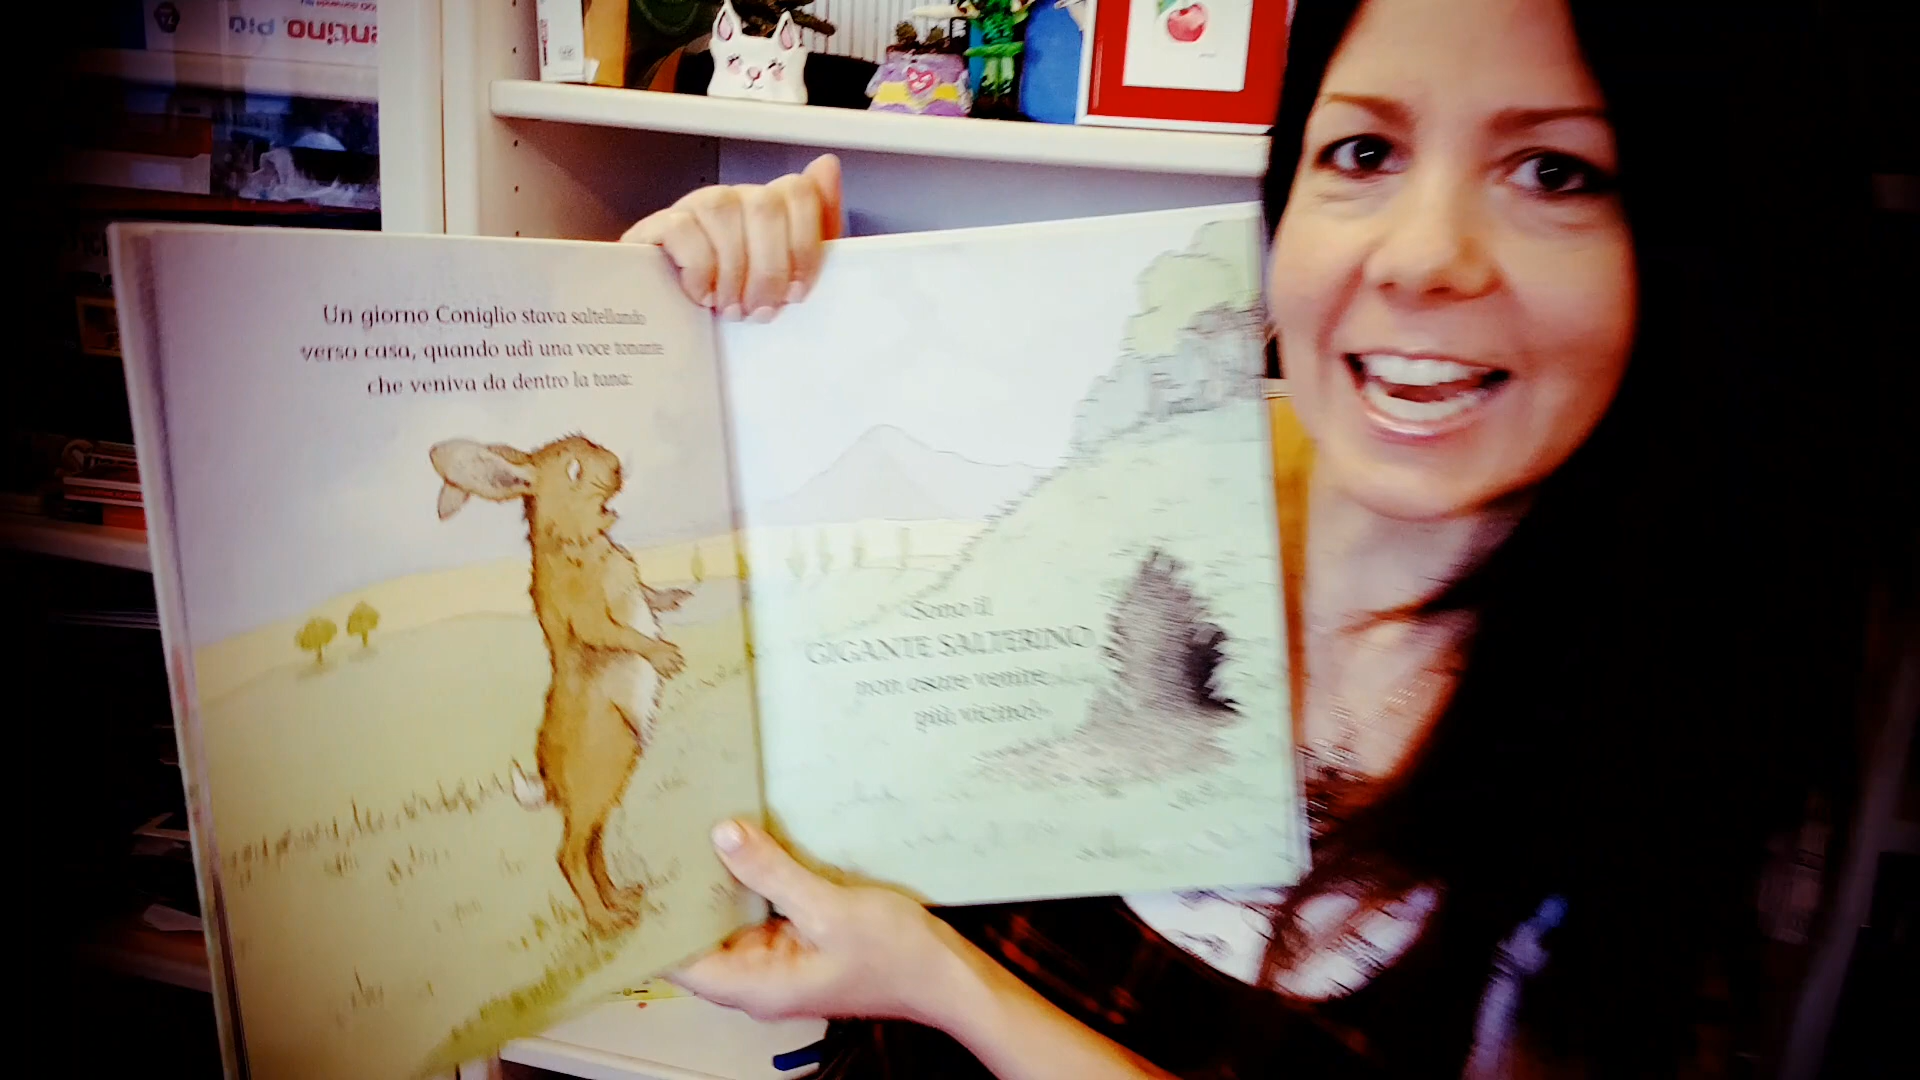 Un giorno Coniglio stava saltellando
verso casa, quando udì una voce tonante
che veniva da dentro la tana:
«Sono il
GIGANTE SALTERINO
non osare venire
più vicino!»